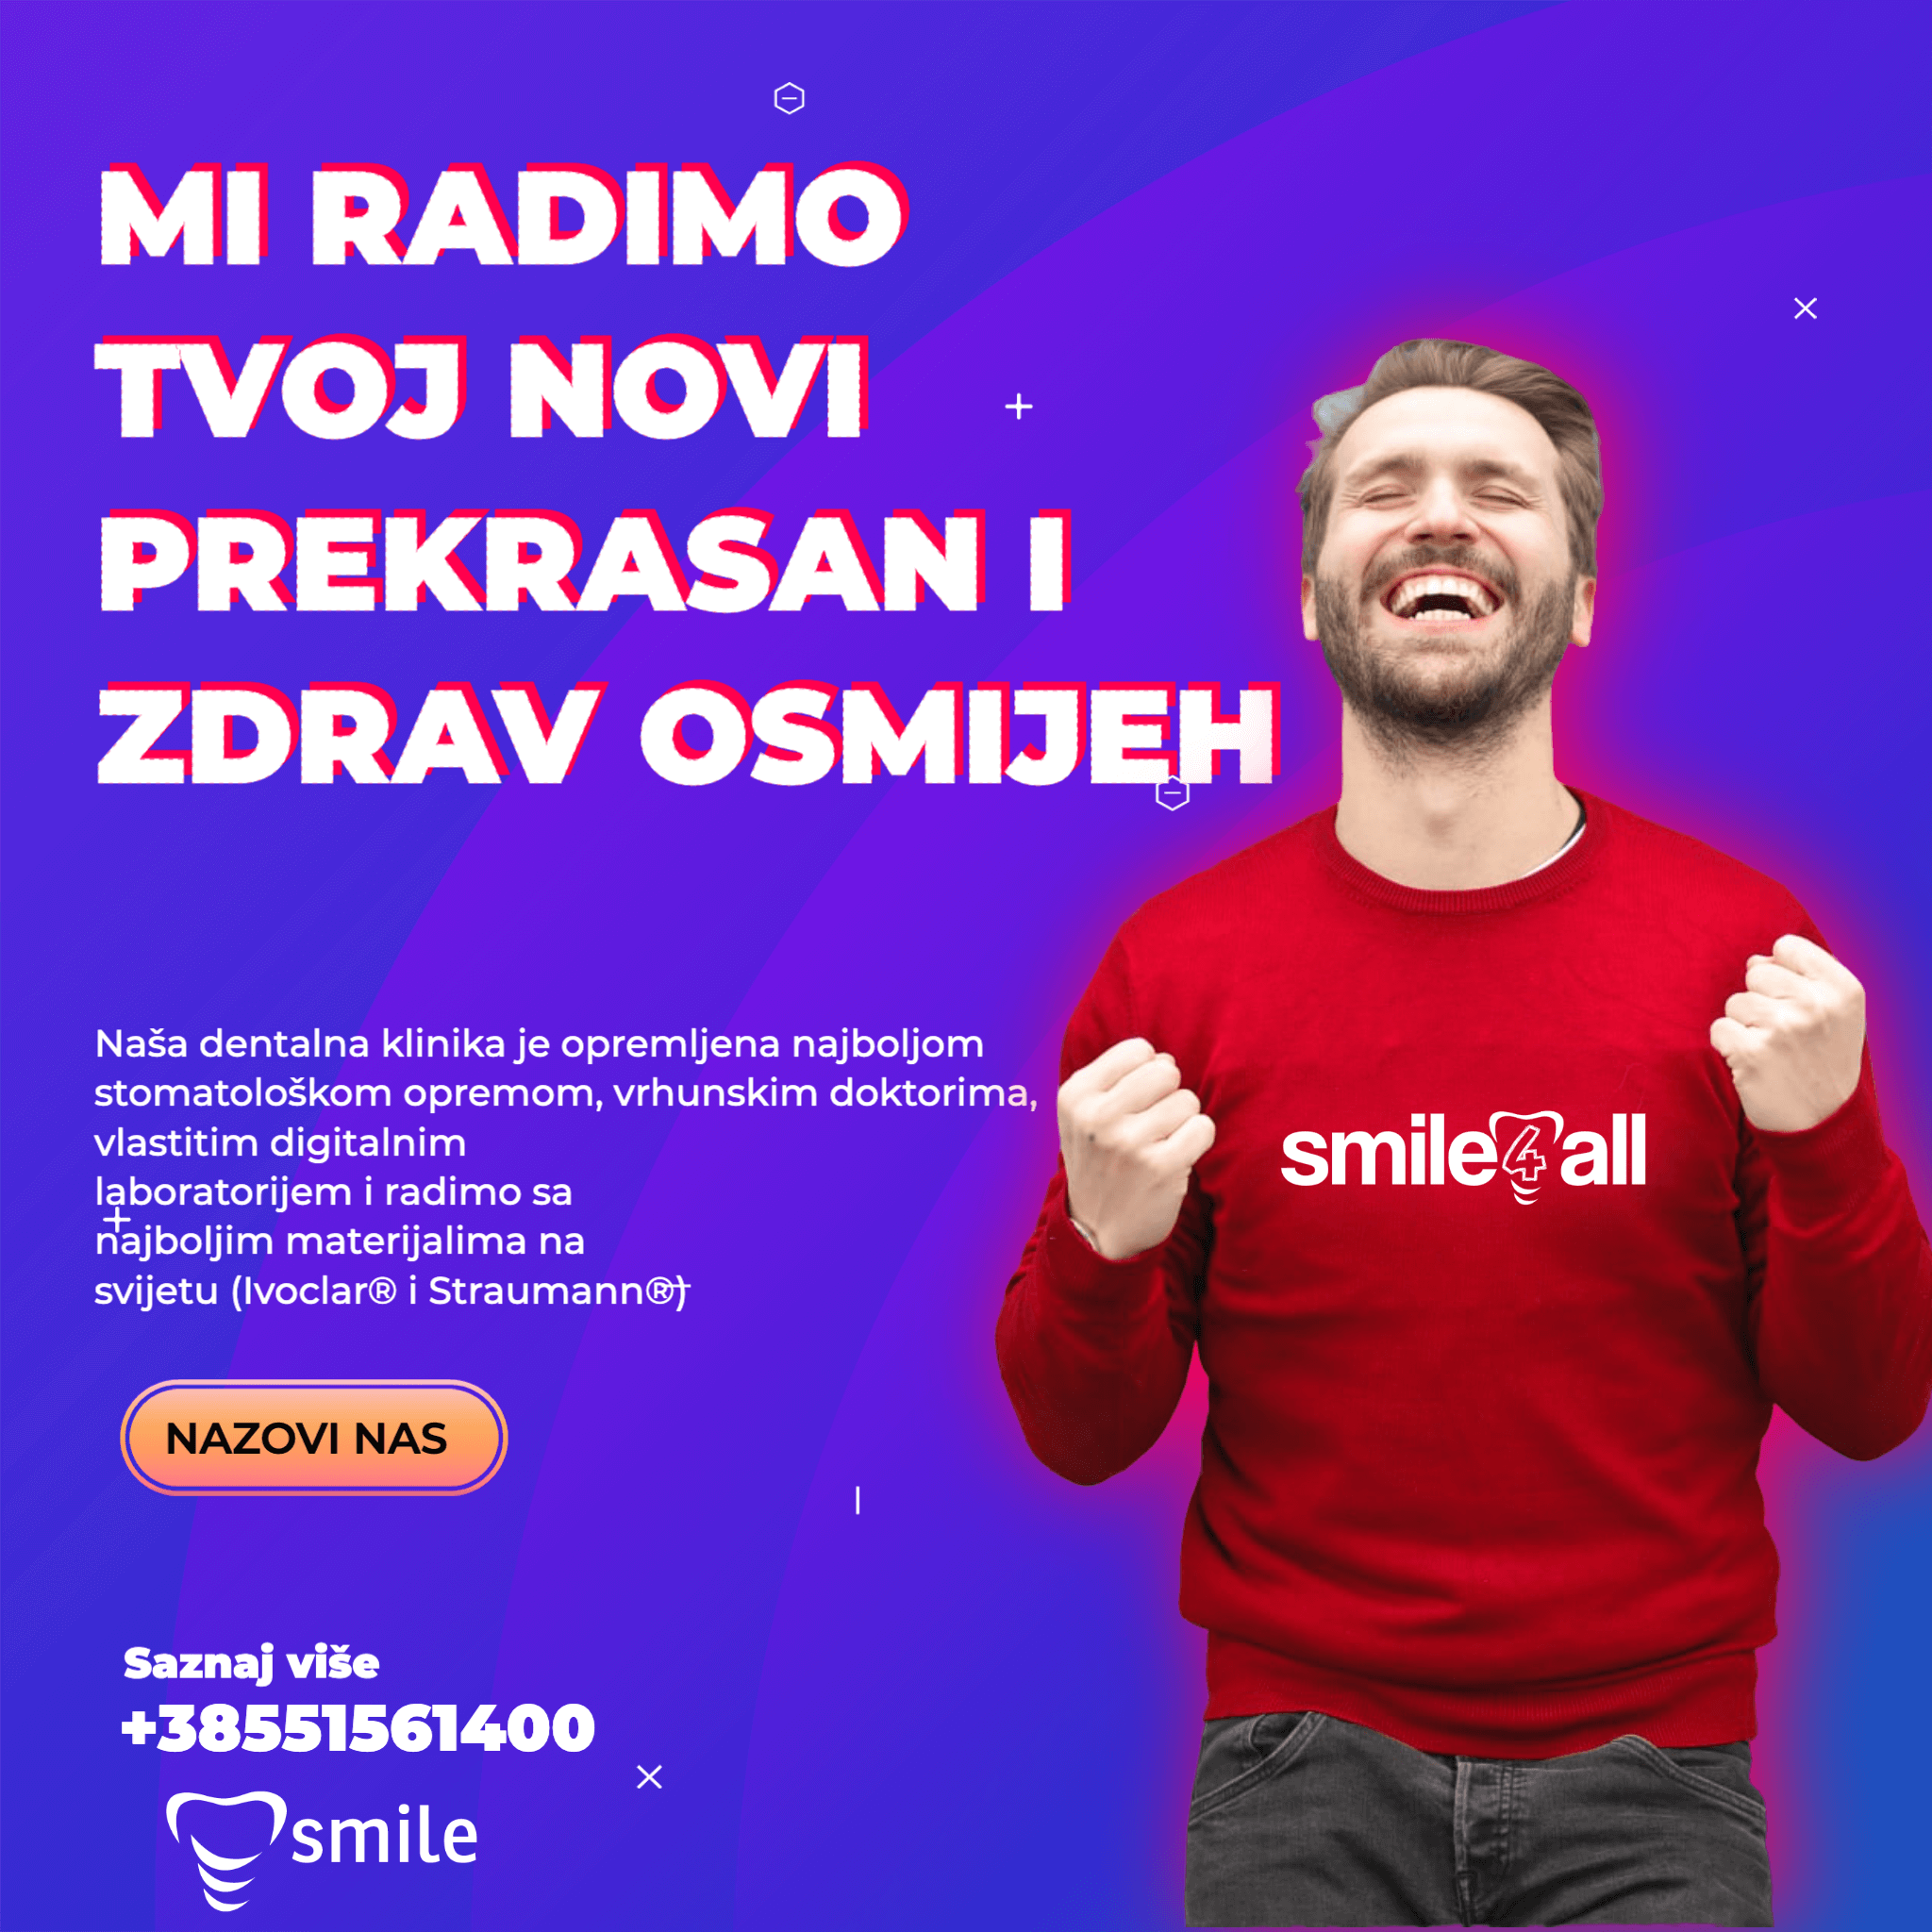 MI RADIMO
TVOJ NOVI
PREKRASAN I
ZDRAV OSMIJEH
Naša dentalna klinika je opremljena najboljom
stomatološkom opremom, vrhunskim doktorima,
vlastitim digitalnim
laboratorijem i radimo sa
najboljim materijalima na
svijetu (Ivoclar® i Straumann®)
smile4all
NAZOVI NAS
Saznaj više
+38551561400
smile